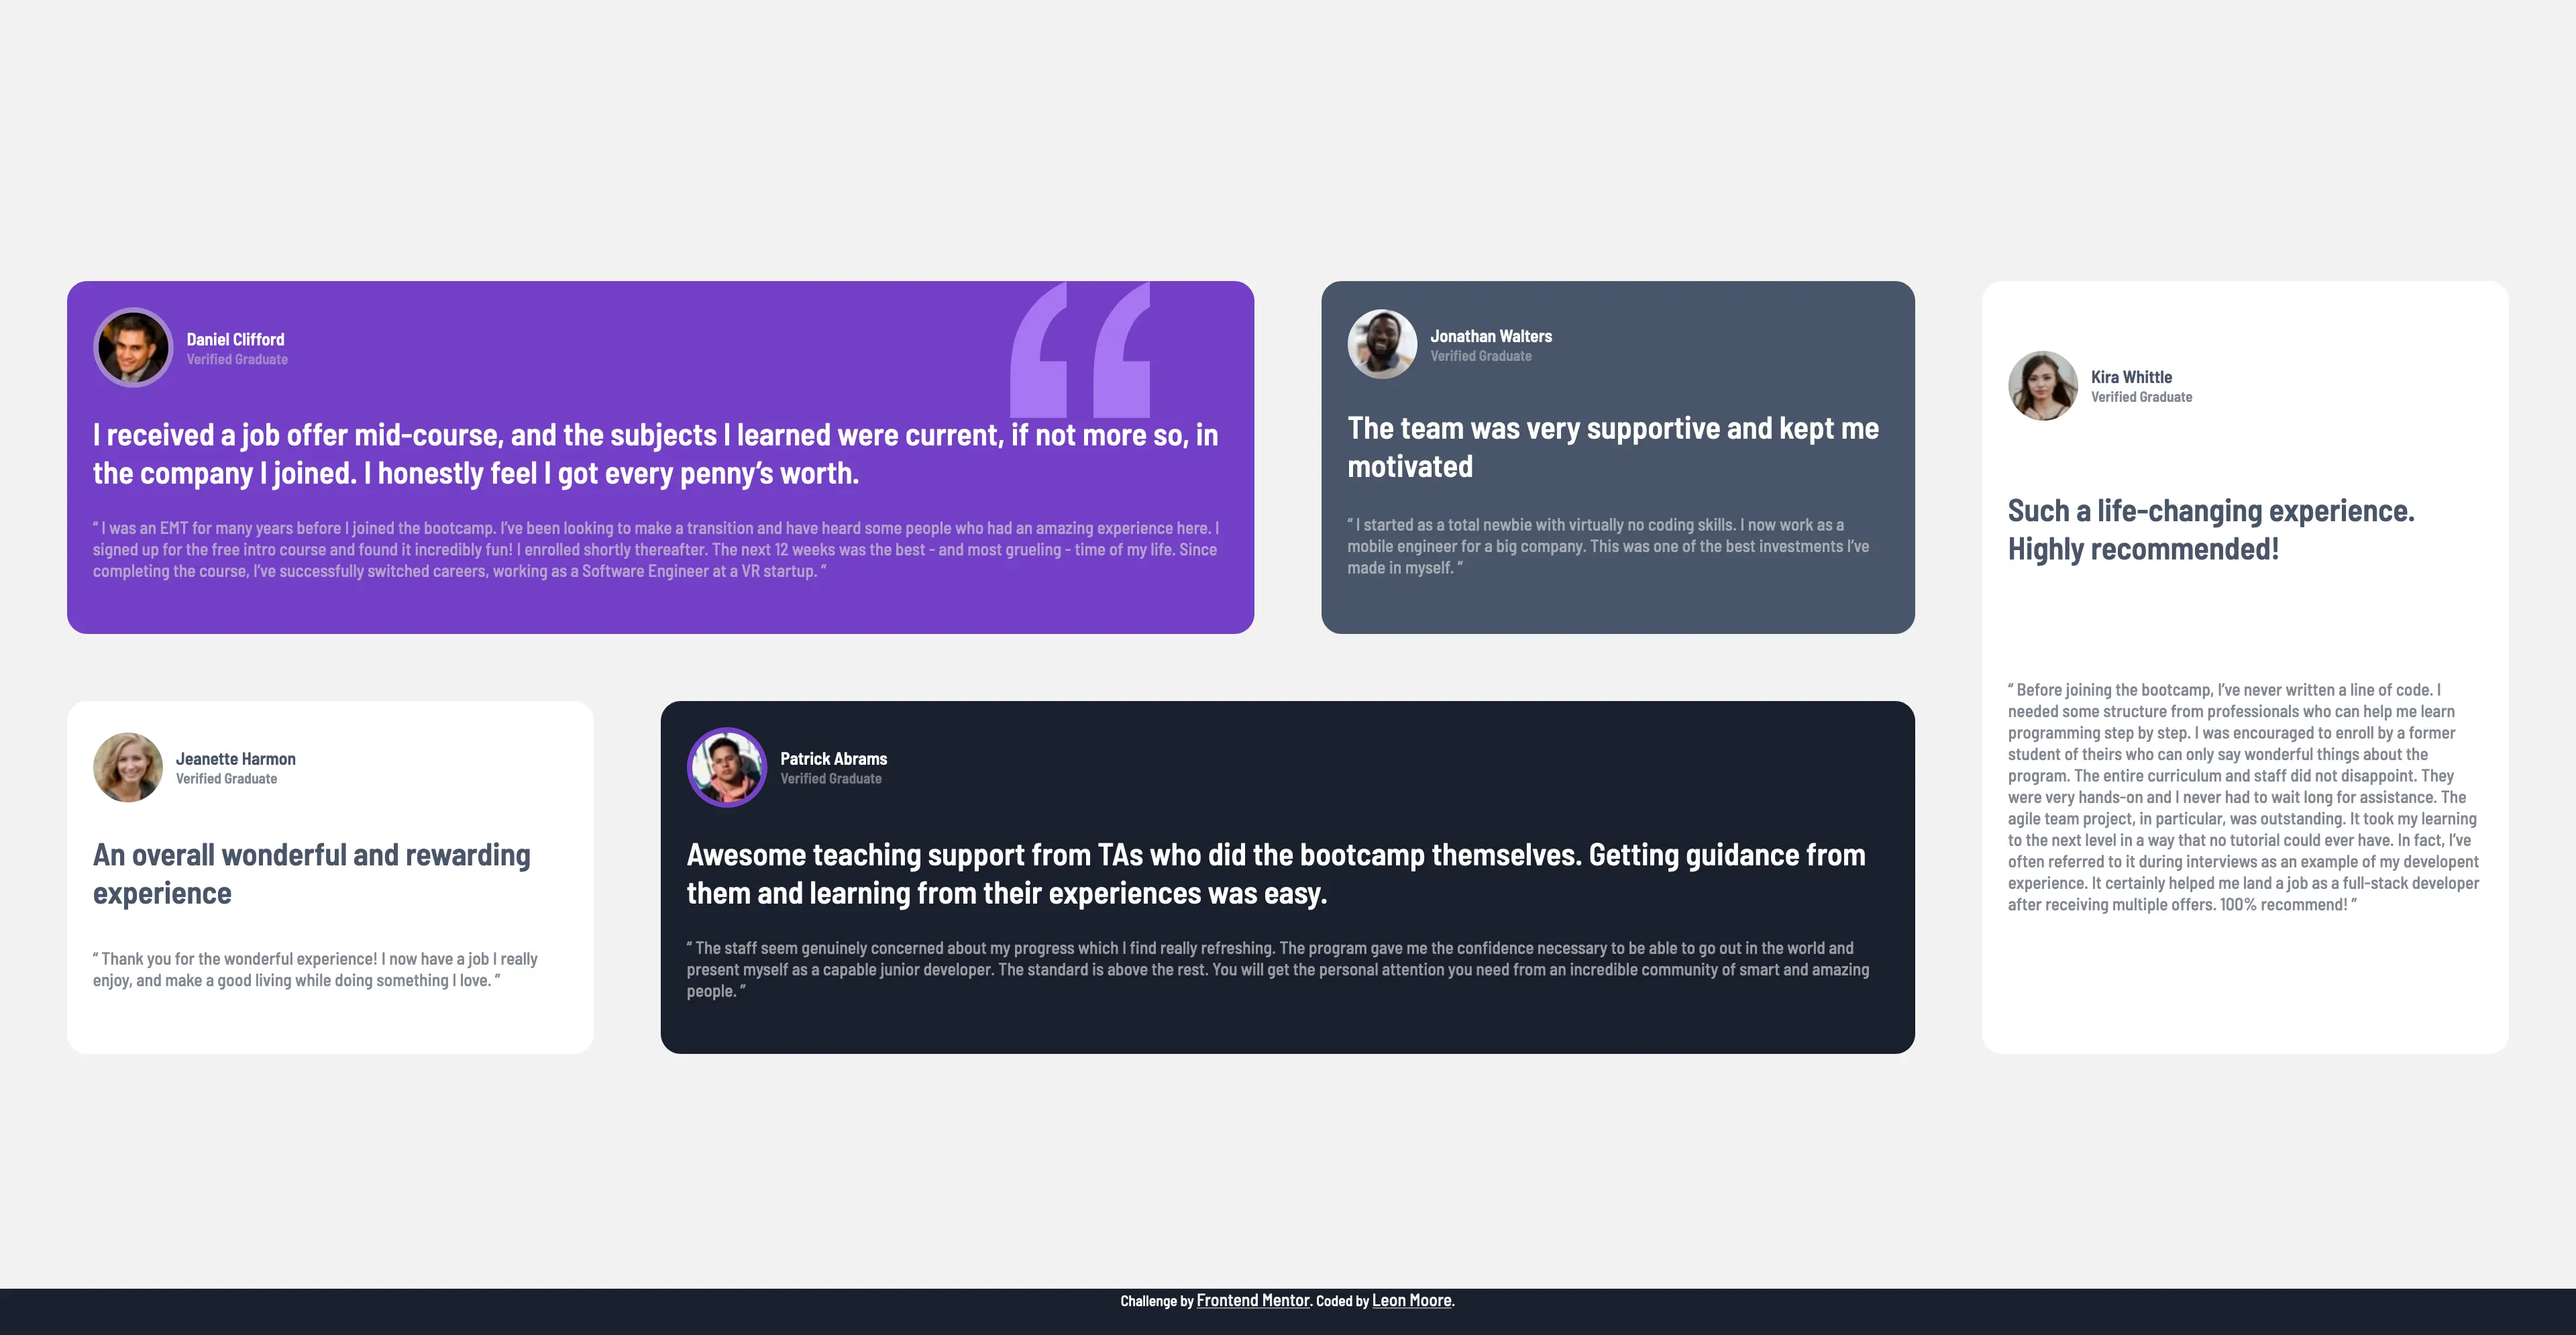 Daniel Clifford
Verified Graduate
I received a job offer mid-course, and the subjects I learned were current, if not more so, in
the company I joined. I honestly feel I got every penny’s worth.
“ I was an EMT for many years before I joined the bootcamp. I’ve been looking to make a transition and have heard some people who had an amazing experience here. I
signed up for the free intro course and found it incredibly fun! I enrolled shortly thereafter. The next 12 weeks was the best - and most grueling - time of my life. Since
completing the course, I’ve successfully switched careers, working as a Software Engineer at a VR startup. ”
Jonathan Walters
Verified Graduate
The team was very supportive and kept me
motivated
“ I started as a total newbie with virtually no coding skills. I now work as a
mobile engineer for a big company. This was one of the best investments I’ve
made in myself. ”
Kira Whittle
Verified Graduate
Such a life-changing experience.
Highly recommended!
“ Before joining the bootcamp, I’ve never written a line of code. I
needed some structure from professionals who can help me learn
programming step by step. I was encouraged to enroll by a former
student of theirs who can only say wonderful things about the
program. The entire curriculum and staff did not disappoint. They
were very hands-on and I never had to wait long for assistance. The
agile team project, in particular, was outstanding. It took my learning
to the next level in a way that no tutorial could ever have. In fact, I’ve
often referred to it during interviews as an example of my developent
experience. It certainly helped me land a job as a full-stack developer
after receiving multiple offers. 100% recommend! ”
Jeanette Harmon
Verified Graduate
An overall wonderful and rewarding
experience
“ Thank you for the wonderful experience! I now have a job I really
enjoy, and make a good living while doing something I love. ”
Patrick Abrams
Verified Graduate
Awesome teaching support from TAs who did the bootcamp themselves. Getting guidance from
them and learning from their experiences was easy.
“ The staff seem genuinely concerned about my progress which I find really refreshing. The program gave me the confidence necessary to be able to go out in the world and
present myself as a capable junior developer. The standard is above the rest. You will get the personal attention you need from an incredible community of smart and amazing
people. ”
Challenge by Frontend Mentor. Coded by Leon Moore.